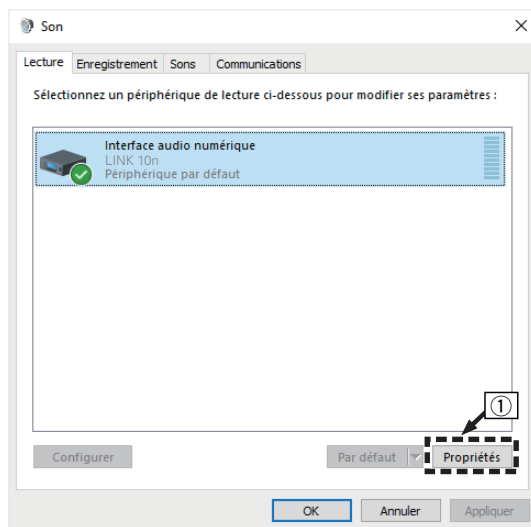 Son
Lecture Enregistrement Sons Communications
Sélectionnez un périphérique de lecture ci-dessous pour modifier ses paramètres :
Interface audio numérique
LINK 10n
Périphérique par défaut
①
Configurer Par défaut Propriétés
OK Annuler Appliquer